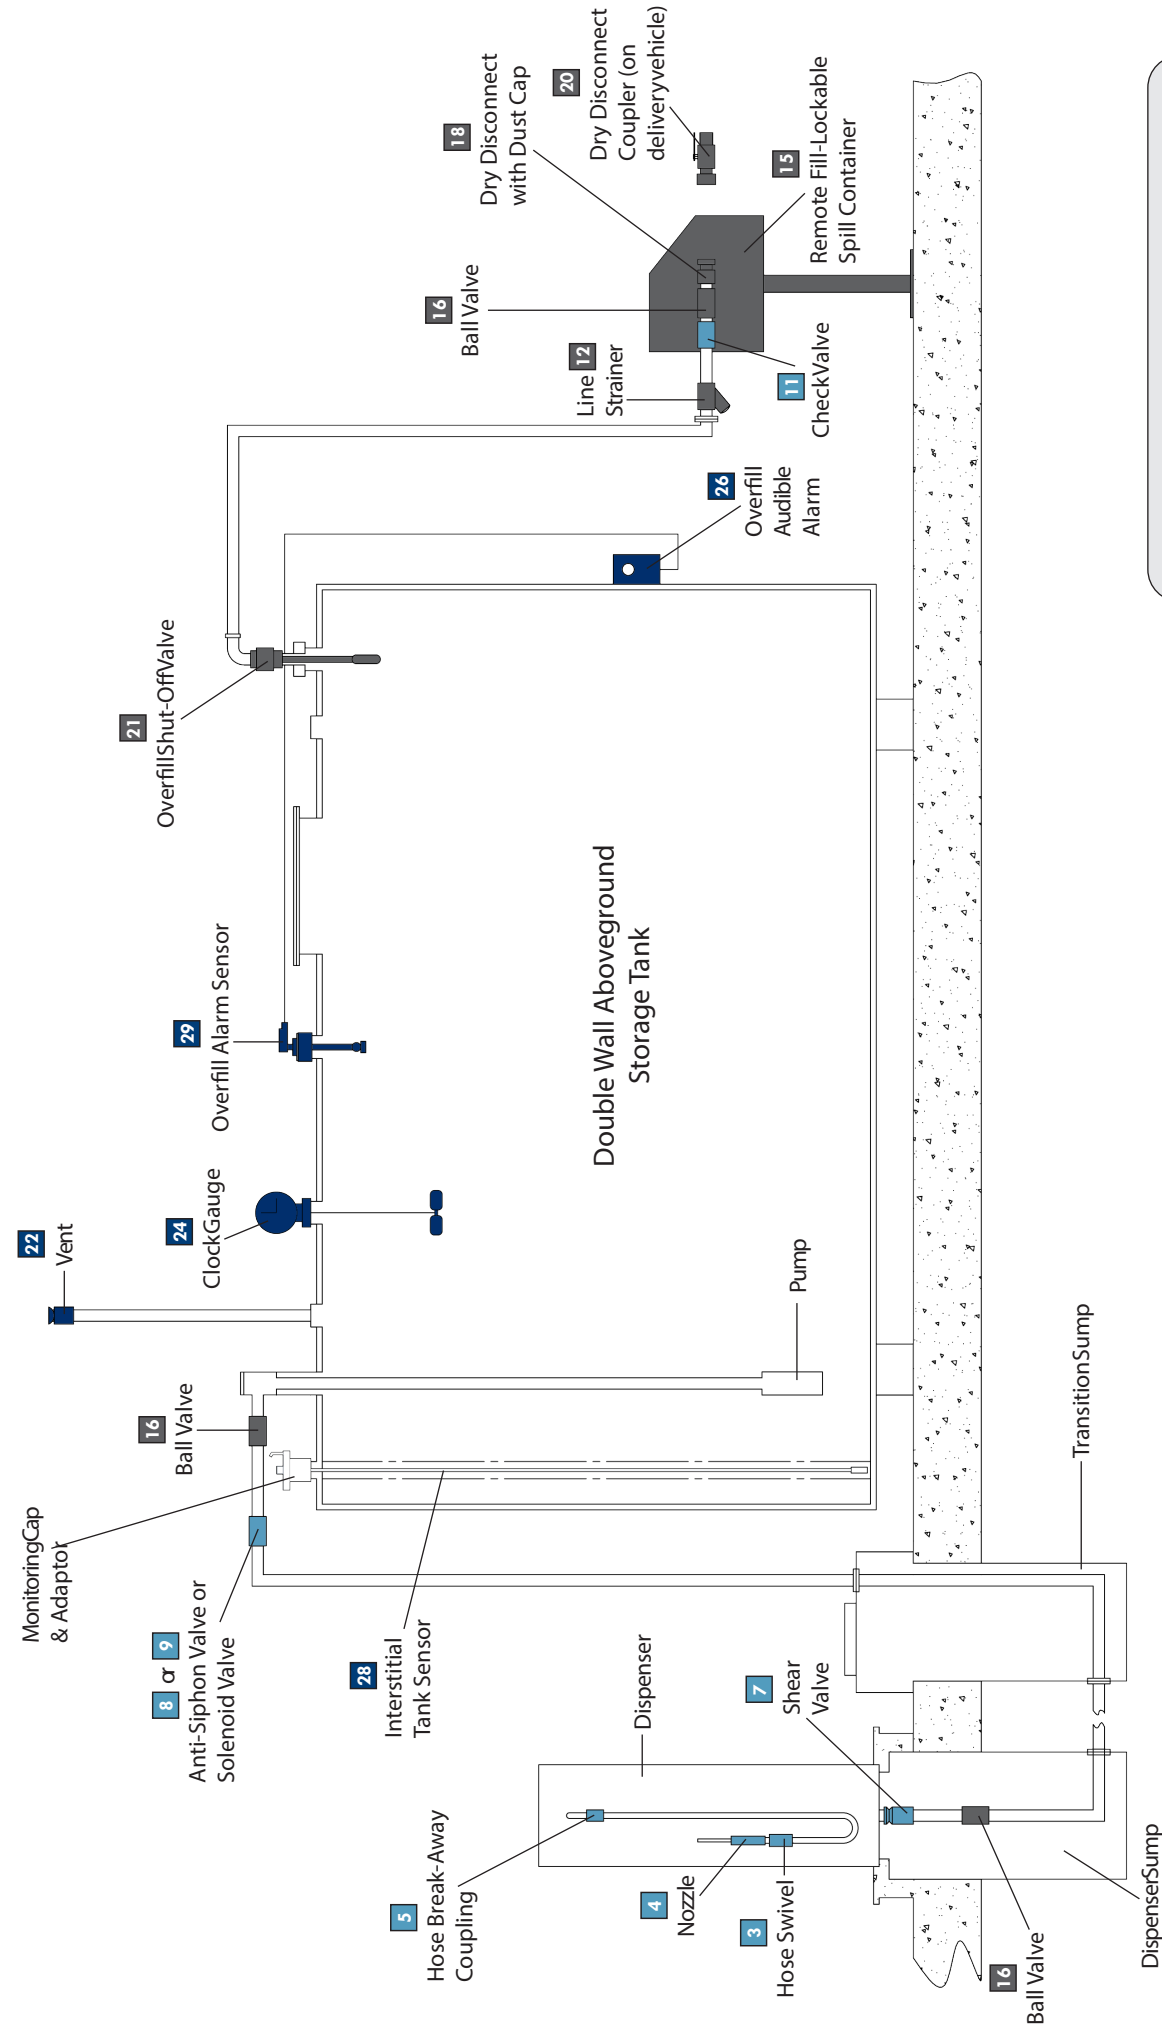 22
Vent
MonitoringCap
& Adaptor
16
Ball Valve
8 or 9
Anti-Siphon Valve or
Solenoid Valve
24
ClockGauge
29
Overfill Alarm Sensor
21
OverfillShut-OffValve
28
Interstitial
Tank Sensor
Double Wall Aboveground
Storage Tank
Pump
26
Overfill
Audible
Alarm
16
Ball Valve
18
Dry Disconnect
with Dust Cap
20
Dry Disconnect
Coupler (on
deliveryvehicle)
Line 12
Strainer
11
CheckValve
15
Remote Fill-Lockable
Spill Container
5
Hose Break-Away
Coupling
4
Nozzle
3
Hose Swivel
Dispenser
7
Shear
Valve
16
Ball Valve
DispenserSump
TransitionSump